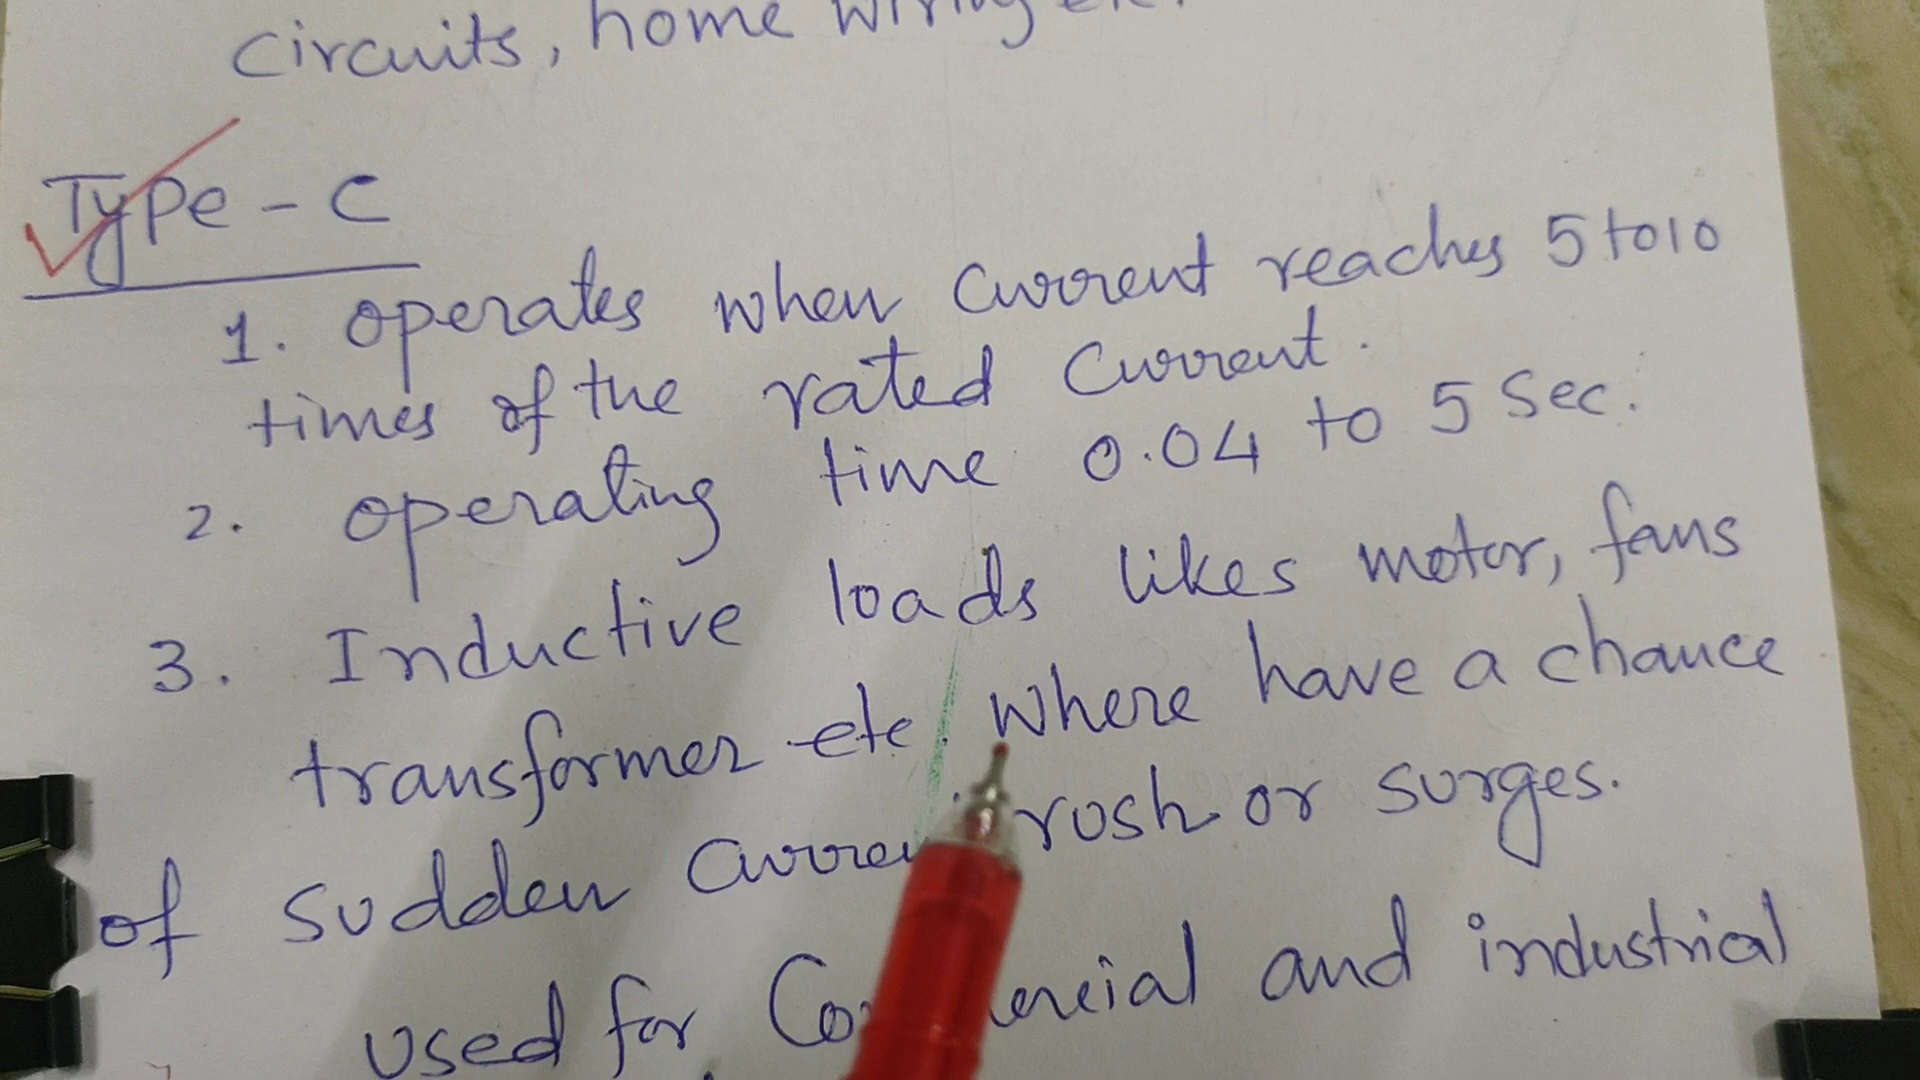 circuits, home wiring etc.
Type - C
1. operates when current reaches 5 to 10
times of the rated current.
2. operating time 0.04 to 5 Sec.
3. Inductive loads likes motor, fans
transformer etc. where have a chance
of sudden rush or surges.
used for and industrial